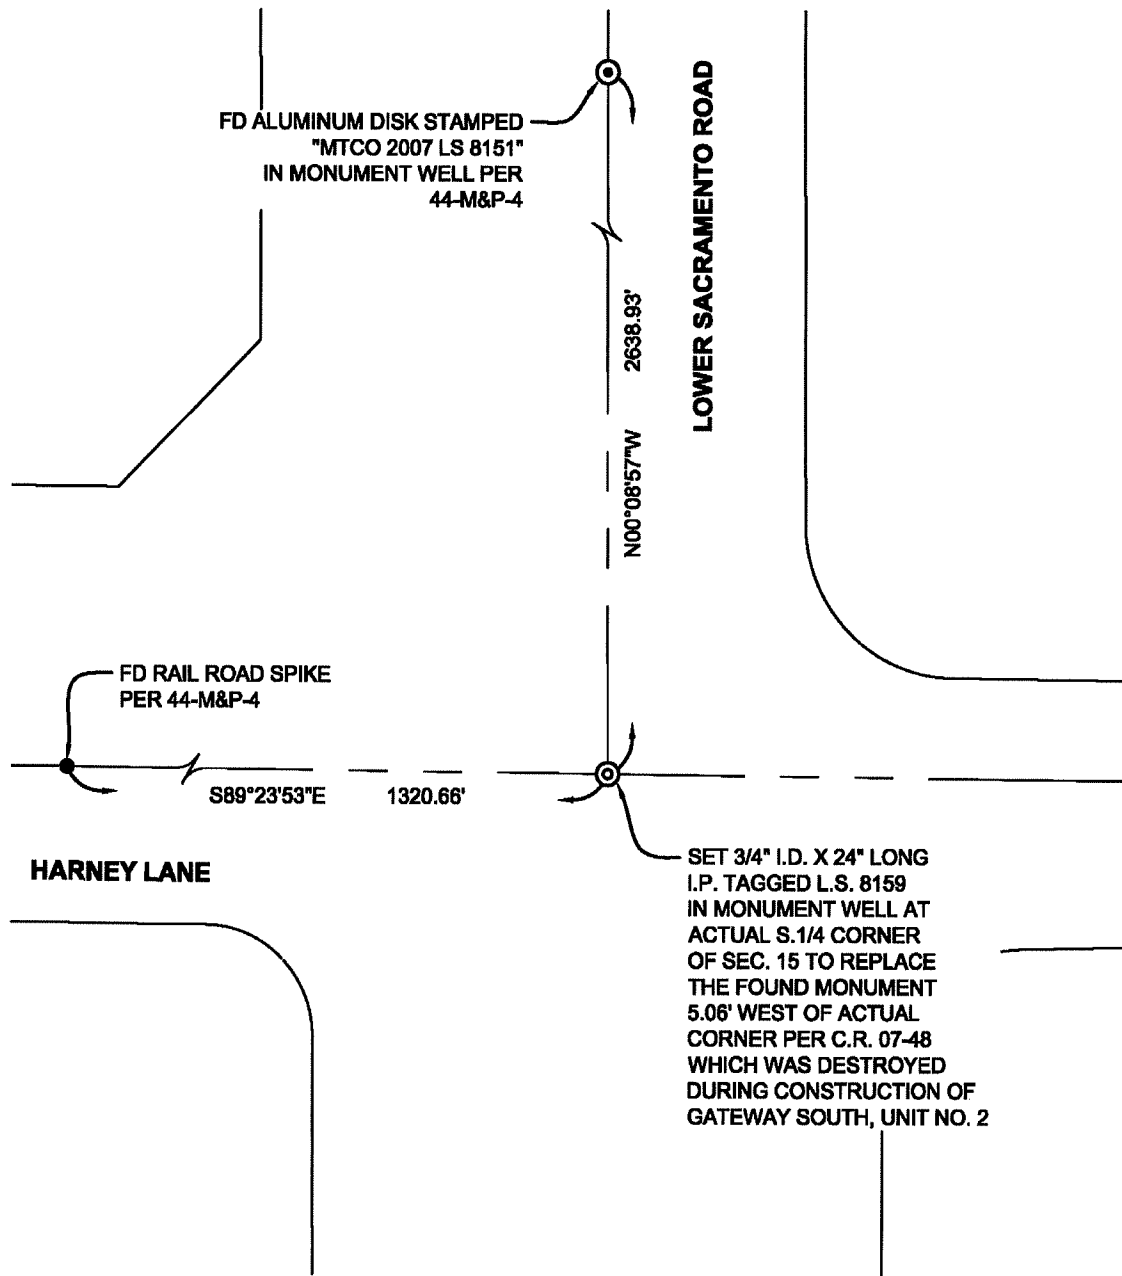 FD ALUMINUM DISK STAMPED
"MTCO 2007 LS 8151"
IN MONUMENT WELL PER
44-M&P-4
LOWER SACRAMENTO ROAD
2638.93'
N00°08'57"W
FD RAIL ROAD SPIKE
PER 44-M&P-4
S89°23'53"E 1320.66'
HARNEY LANE
SET 3/4" I.D. X 24" LONG
I.P. TAGGED L.S. 8159
IN MONUMENT WELL AT
ACTUAL S.1/4 CORNER
OF SEC. 15 TO REPLACE
THE FOUND MONUMENT
5.06' WEST OF ACTUAL
CORNER PER C.R. 07-48
WHICH WAS DESTROYED
DURING CONSTRUCTION OF
GATEWAY SOUTH, UNIT NO. 2